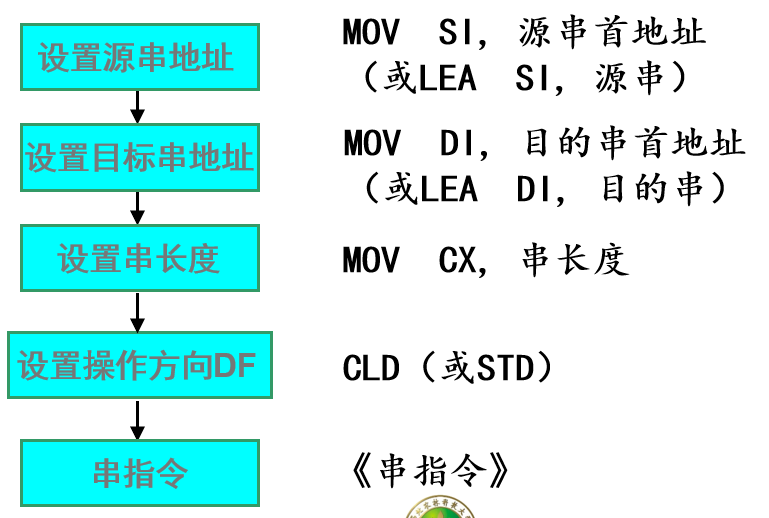 设置源串地址
MOV SI, 源串首地址
（或LEA SI, 源串）
设置目标串地址
MOV DI, 目的串首地址
（或LEA DI, 目的串）
设置串长度
MOV CX, 串长度
设置操作方向DF
CLD（或STD）
串指令
《串指令》